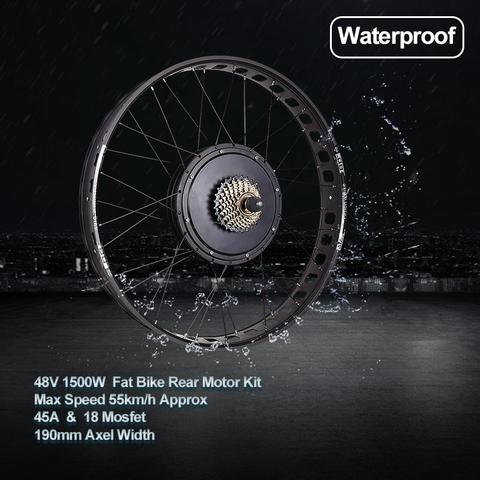 Waterproof
48V 1500W Fat Bike Rear Motor Kit
Max Speed 55km/h Approx
45A & 18 Mosfet
190mm Axel Width